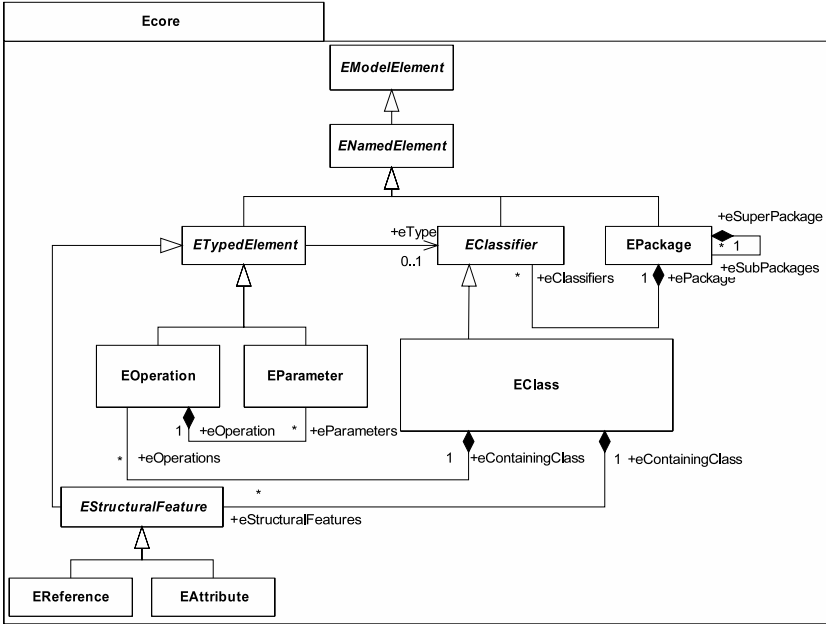 Ecore
EModelElement
ENamedElement
+eSuperPackage
ETypedElement
+eType
0..1
EClassifier
EPackage
* 1
+eSubPackages
*
+eClassifiers
1
+ePackage
EOperation
EParameter
EClass
1
+eOperation
*
+eParameters
*
+eOperations
1
+eContainingClass
1
+eContainingClass
EStructuralFeature
*
+eStructuralFeatures
EReference
EAttribute